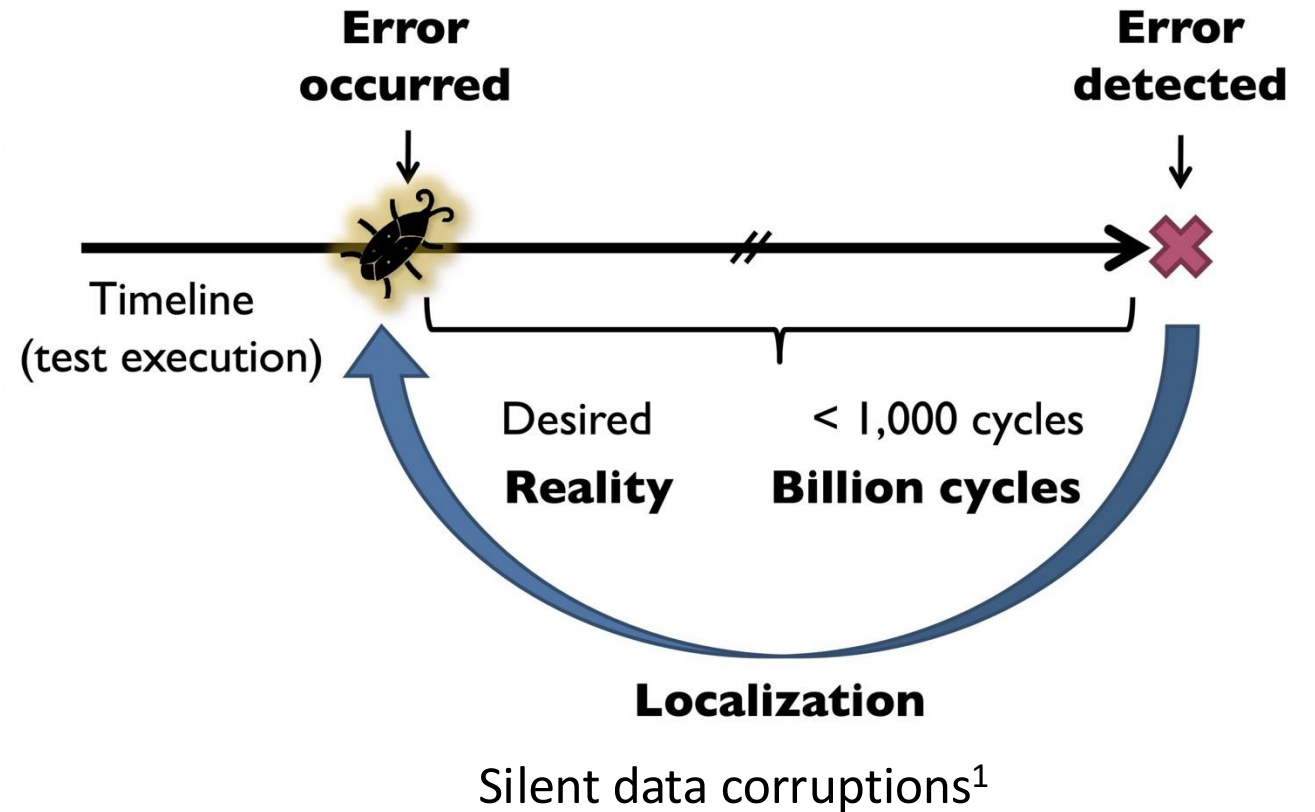 Error
occurred
Error
detected
Timeline
(test execution)
Desired < 1,000 cycles
Reality Billion cycles
Localization
Silent data corruptions¹